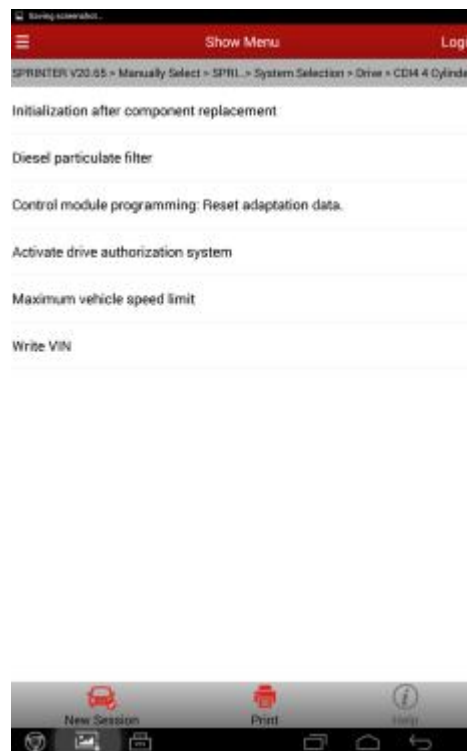 Saving screenshot...
Show Menu
Logi
SPRINTER V20.65 > Manually Select > SPRI...> System Selection > Drive > CDI4 4 Cylinde
Initialization after component replacement
Diesel particulate filter
Control module programming: Reset adaptation data.
Activate drive authorization system
Maximum vehicle speed limit
Write VIN
New Session
Print
Help